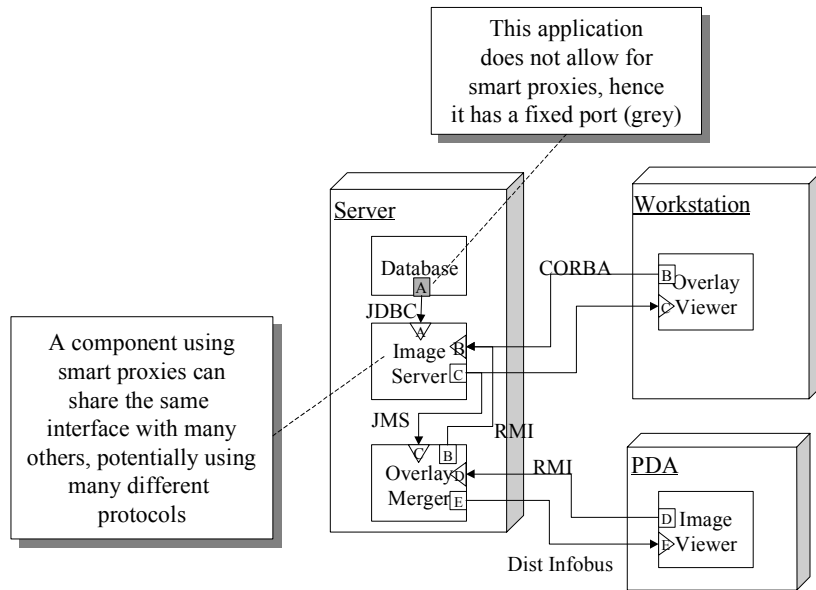 This application
does not allow for
smart proxies, hence
it has a fixed port (grey)
Server
Workstation
Database
A
CORBA
B
Overlay
C
Viewer
JDBC
A
Image
B
Server
C
A component using
smart proxies can
share the same
interface with many
others, potentially using
many different
protocols
JMS
RMI
C
B
Overlay
D
Merger
E
RMI
PDA
D
Image
E
Viewer
Dist Infobus